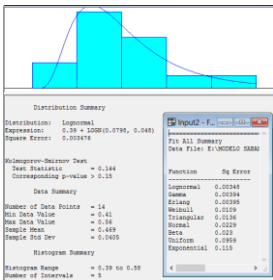 Distribution Summary
Distribution: Lognormal
Expression: 0.39 + LOGN(0.0798, 0.048)
Square Error: 0.003478
Kolmogorov-Smirnov Test
Test Statistic = 0.144
Corresponding p-value > 0.15
Data Summary
Number of Data Points = 14
Min Data Value = 0.41
Max Data Value = 0.56
Sample Mean = 0.469
Sample Std Dev = 0.0405
Histogram Summary
Histogram Range = 0.39 to 0.58
Number of Intervals = 5
Input2 - F...
Fit All Summary
Data File: E:\MODELO SABA
Function Sq Error
Lognormal 0.00348
Gamma 0.00394
Erlang 0.00395
Weibull 0.0109
Triangular 0.0136
Normal 0.0229
Beta 0.023
Uniform 0.0959
Exponential 0.115